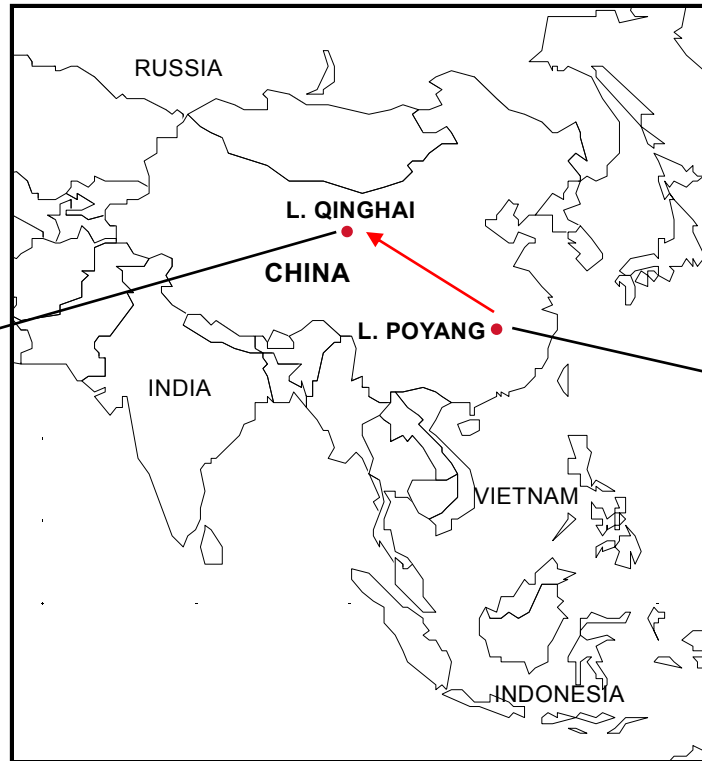 RUSSIA
L. QINGHAI
CHINA
L. POYANG
INDIA
VIETNAM
INDONESIA